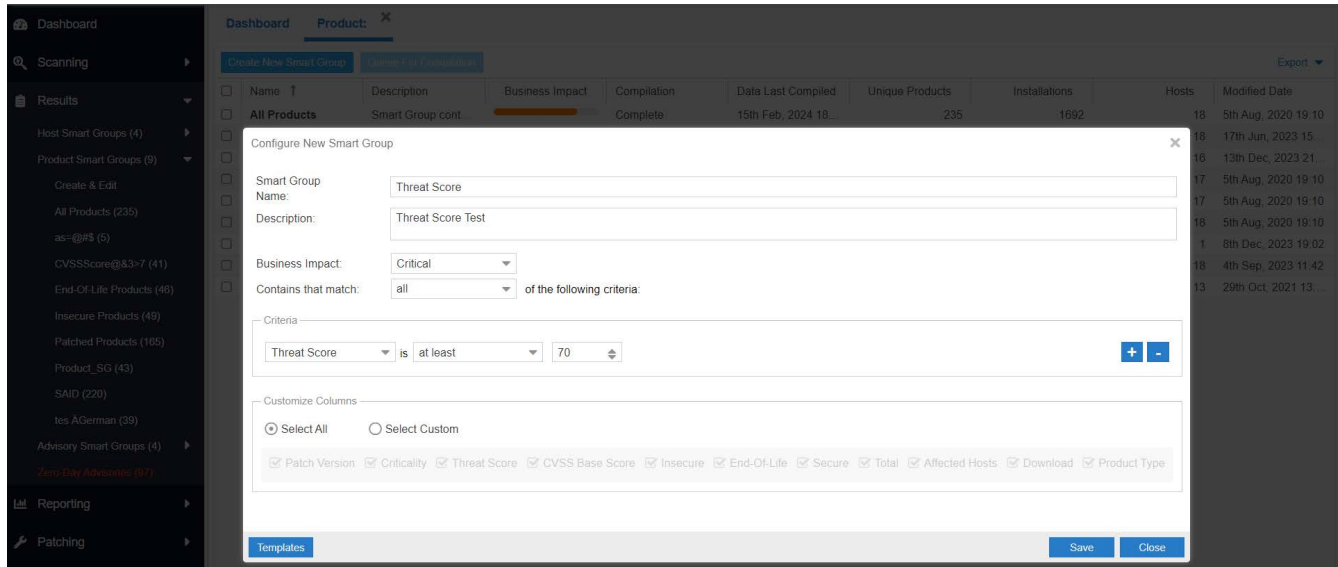 Dashboard
Scanning
Results
Host Smart Groups (4)
Product Smart Groups (9)
Create & Edit
All Products (235)
as=@#$ (5)
CVSSScore@&3>7 (41)
End-Of-Life Products (46)
Insecure Products (49)
Patched Products (165)
Product_SG (43)
SAID (220)
tes ÄGerman (39)
Advisory Smart Groups (4)
Zero-Day Advisories (97)
Reporting
Patching
Dashboard Product: ×
Create New Smart Group Queue For Compilation Export
Name ↑ Description Business Impact Compilation Data Last Compiled Unique Products Installations Hosts Modified Date
All Products Smart Group cont... Complete 15th Feb, 2024 18... 235 1692 18 5th Aug, 2020 19:10
18 17th Jun, 2023 15...
16 13th Dec, 2023 21...
17 5th Aug, 2020 19:10
17 5th Aug, 2020 19:10
18 5th Aug, 2020 19:10
1 8th Dec, 2023 19:02
18 4th Sep, 2023 11:42
13 29th Oct, 2021 13...
Configure New Smart Group ×
Smart Group
Name:
Threat Score
Description: Threat Score Test
Business Impact: Critical
Contains that match: all of the following criteria:
Criteria
Threat Score is at least 70 + -
Customize Columns
Select All Select Custom
Patch Version Criticality Threat Score CVSS Base Score Insecure End-Of-Life Secure Total Affected Hosts Download Product Type
Templates Save Close